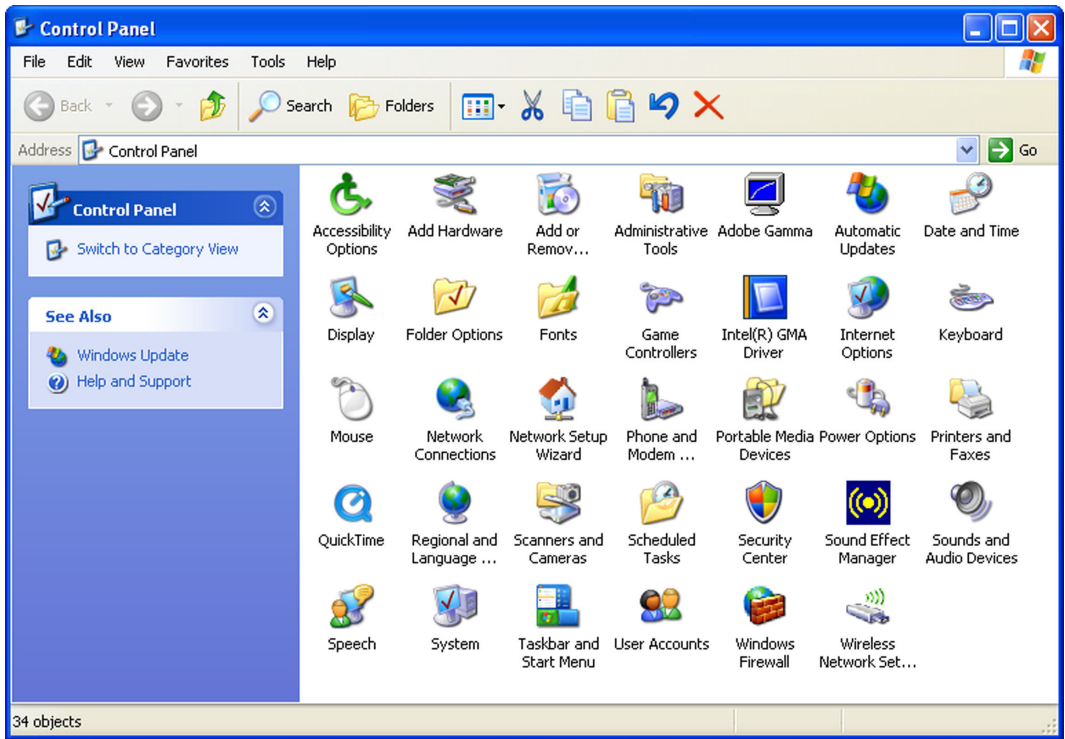 Control Panel
File Edit View Favorites Tools Help
Back Search Folders
Address Control Panel Go
Control Panel
Switch to Category View
See Also
Windows Update
Help and Support
Accessibility Options
Add Hardware
Add or Remov...
Administrative Tools
Adobe Gamma
Automatic Updates
Date and Time
Display
Folder Options
Fonts
Game Controllers
Intel(R) GMA Driver
Internet Options
Keyboard
Mouse
Network Connections
Network Setup Wizard
Phone and Modem ...
Portable Media Devices
Power Options
Printers and Faxes
QuickTime
Regional and Language ...
Scanners and Cameras
Scheduled Tasks
Security Center
Sound Effect Manager
Sounds and Audio Devices
Speech
System
Taskbar and Start Menu
User Accounts
Windows Firewall
Wireless Network Set...
34 objects